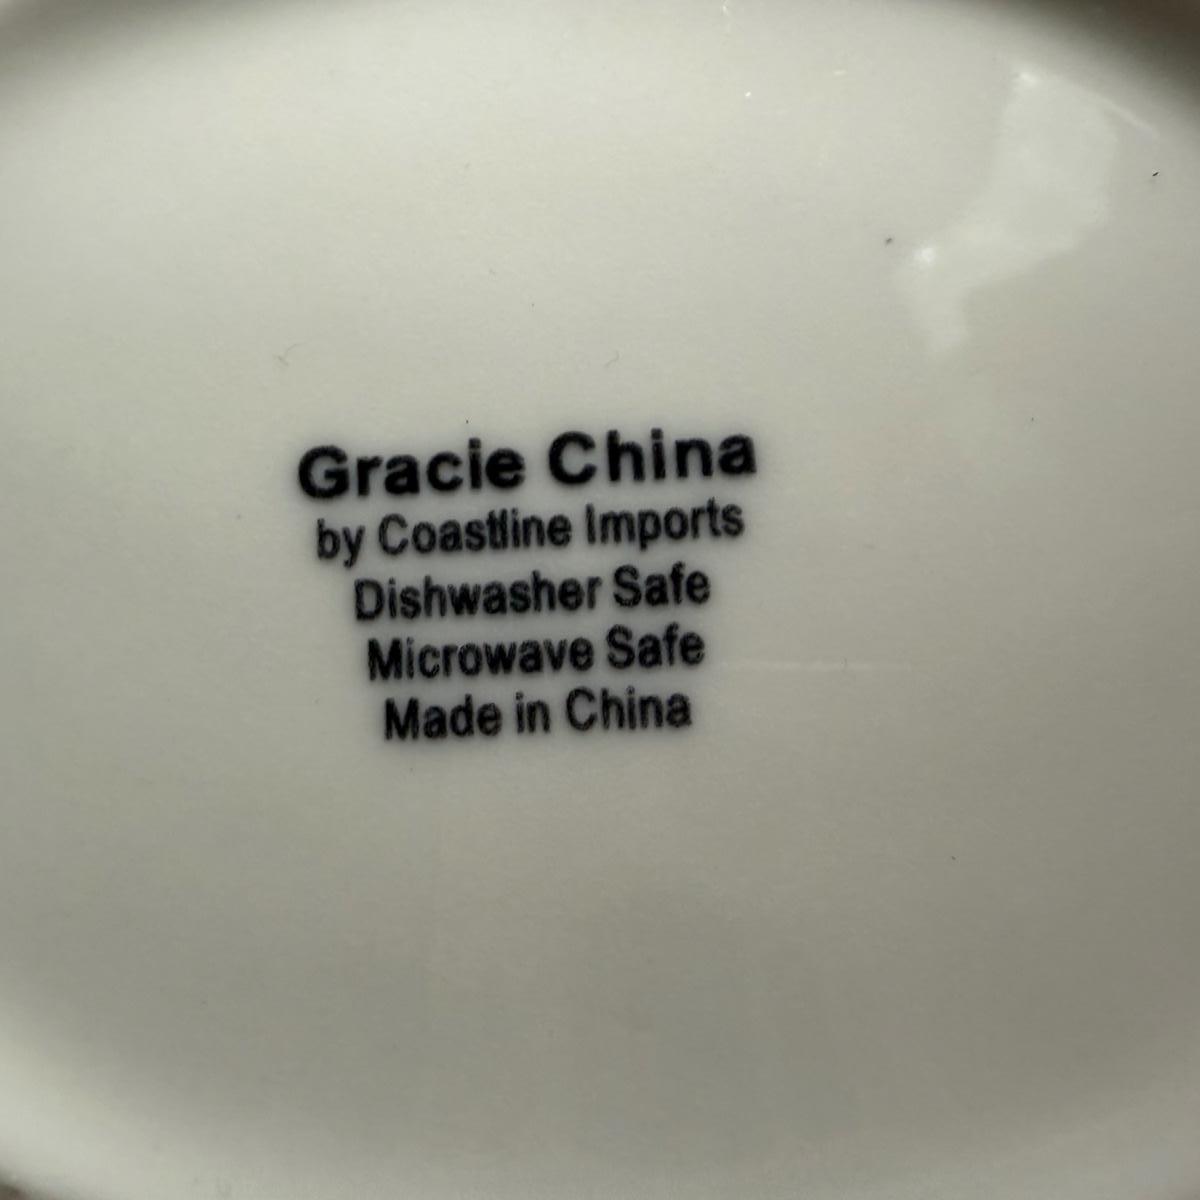 Gracie China
by Coastline Imports
Dishwasher Safe
Microwave Safe
Made in China